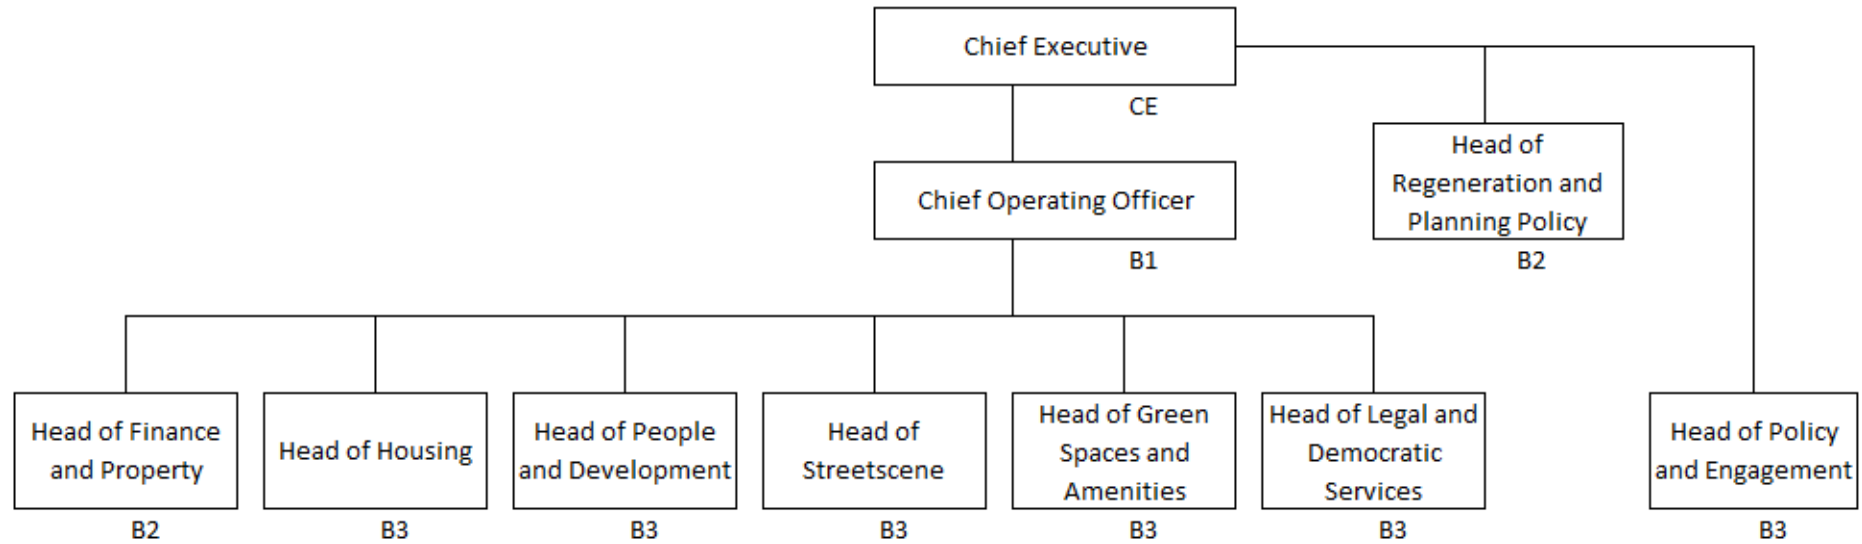 Chief Executive
CE
Head of
Regeneration and
Planning Policy
B2
Chief Operating Officer
B1
Head of Finance
and Property
B2
Head of Housing
B3
Head of People
and Development
B3
Head of
Streetscene
B3
Head of Green
Spaces and
Amenities
B3
Head of Legal and
Democratic
Services
B3
Head of Policy
and Engagement
B3